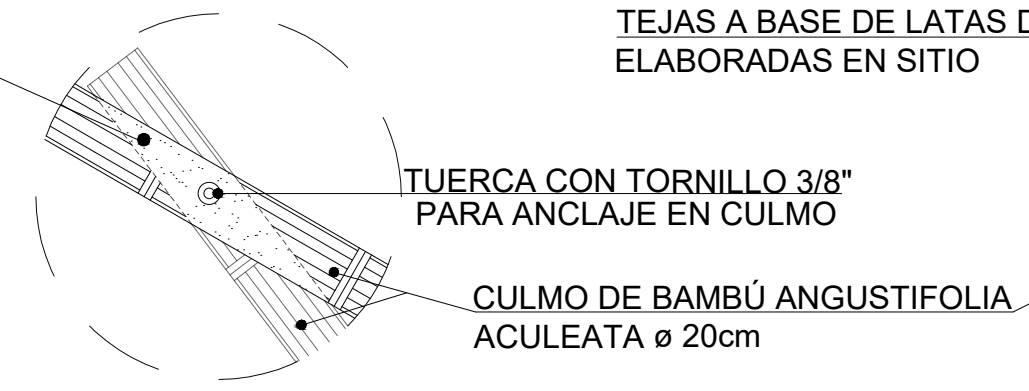 TEJAS A BASE DE LATAS
ELABORADAS EN SITIO
TUERCA CON TORNILLO 3/8"
PARA ANCLAJE EN CULMO
CULMO DE BAMBÚ ANGUSTIFOLIA
ACULEATA ø 20cm